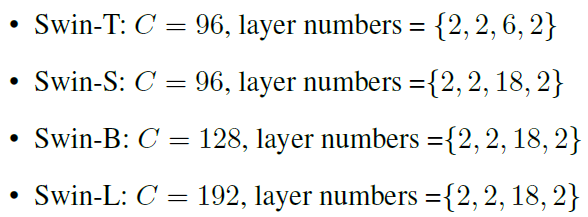 • Swin-T: C = 96, layer numbers = {2, 2, 6, 2}
• Swin-S: C = 96, layer numbers ={2, 2, 18, 2}
• Swin-B: C = 128, layer numbers ={2, 2, 18, 2}
• Swin-L: C = 192, layer numbers ={2, 2, 18, 2}